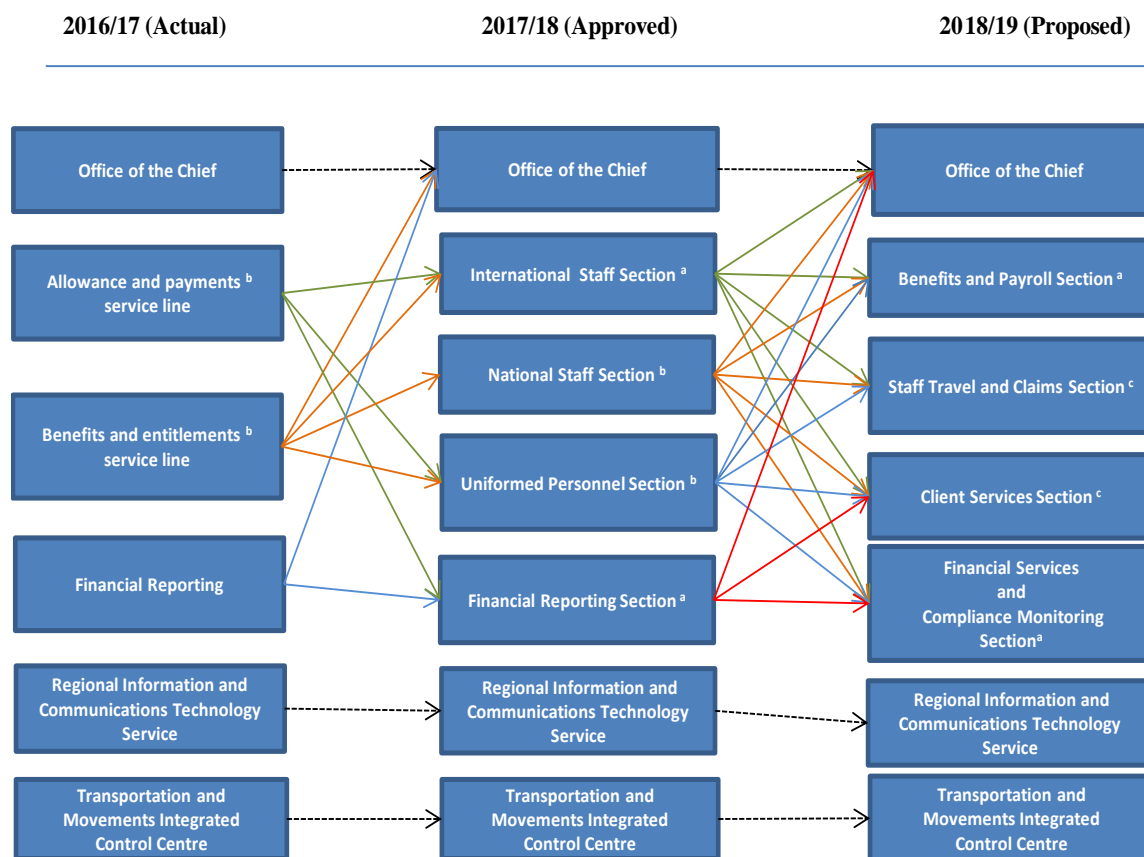 2016/17 (Actual)
2017/18 (Approved)
2018/19 (Proposed)
Office of the Chief
Office of the Chief
Office of the Chief
Allowance and payments b
service line
International Staff Section a
Benefits and Payroll Section a
National Staff Section b
Staff Travel and Claims Section c
Benefits and entitlements b
service line
Uniformed Personnel Section b
Client Services Section c
Financial Reporting
Financial Reporting Section a
Financial Services
and
Compliance Monitoring
Section a
Regional Information and
Communications Technology
Service
Regional Information and
Communications Technology
Service
Regional Information and
Communications Technology
Service
Transportation and
Movements Integrated
Control Centre
Transportation and
Movements Integrated
Control Centre
Transportation and
Movements Integrated
Control Centre